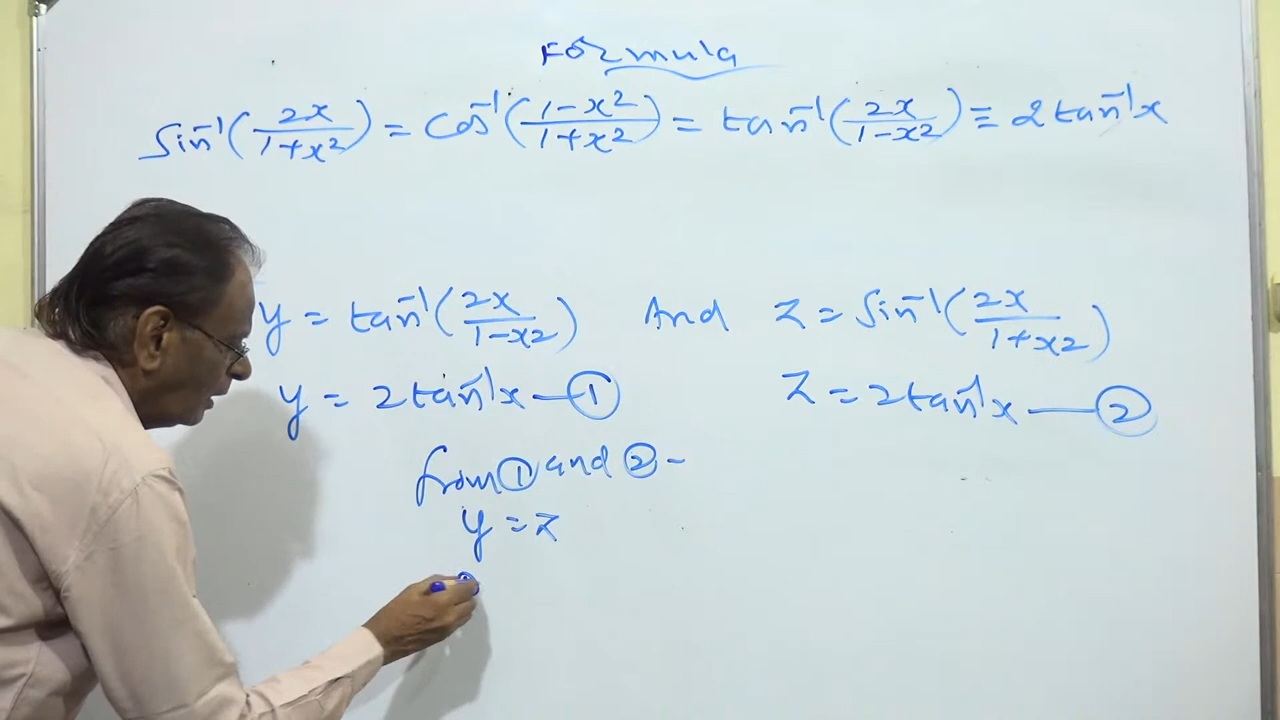 Formula
Sin⁻¹(2x/1+x²) = Cos⁻¹(1-x²/1+x²) = tan⁻¹(2x/1-x²) ≡ 2tan⁻¹x
y = tan⁻¹(2x/1-x²) And z = Sin⁻¹(2x/1+x²)
y = 2tan⁻¹x — ① z = 2tan⁻¹x — ②
from ① and ② -
y = z